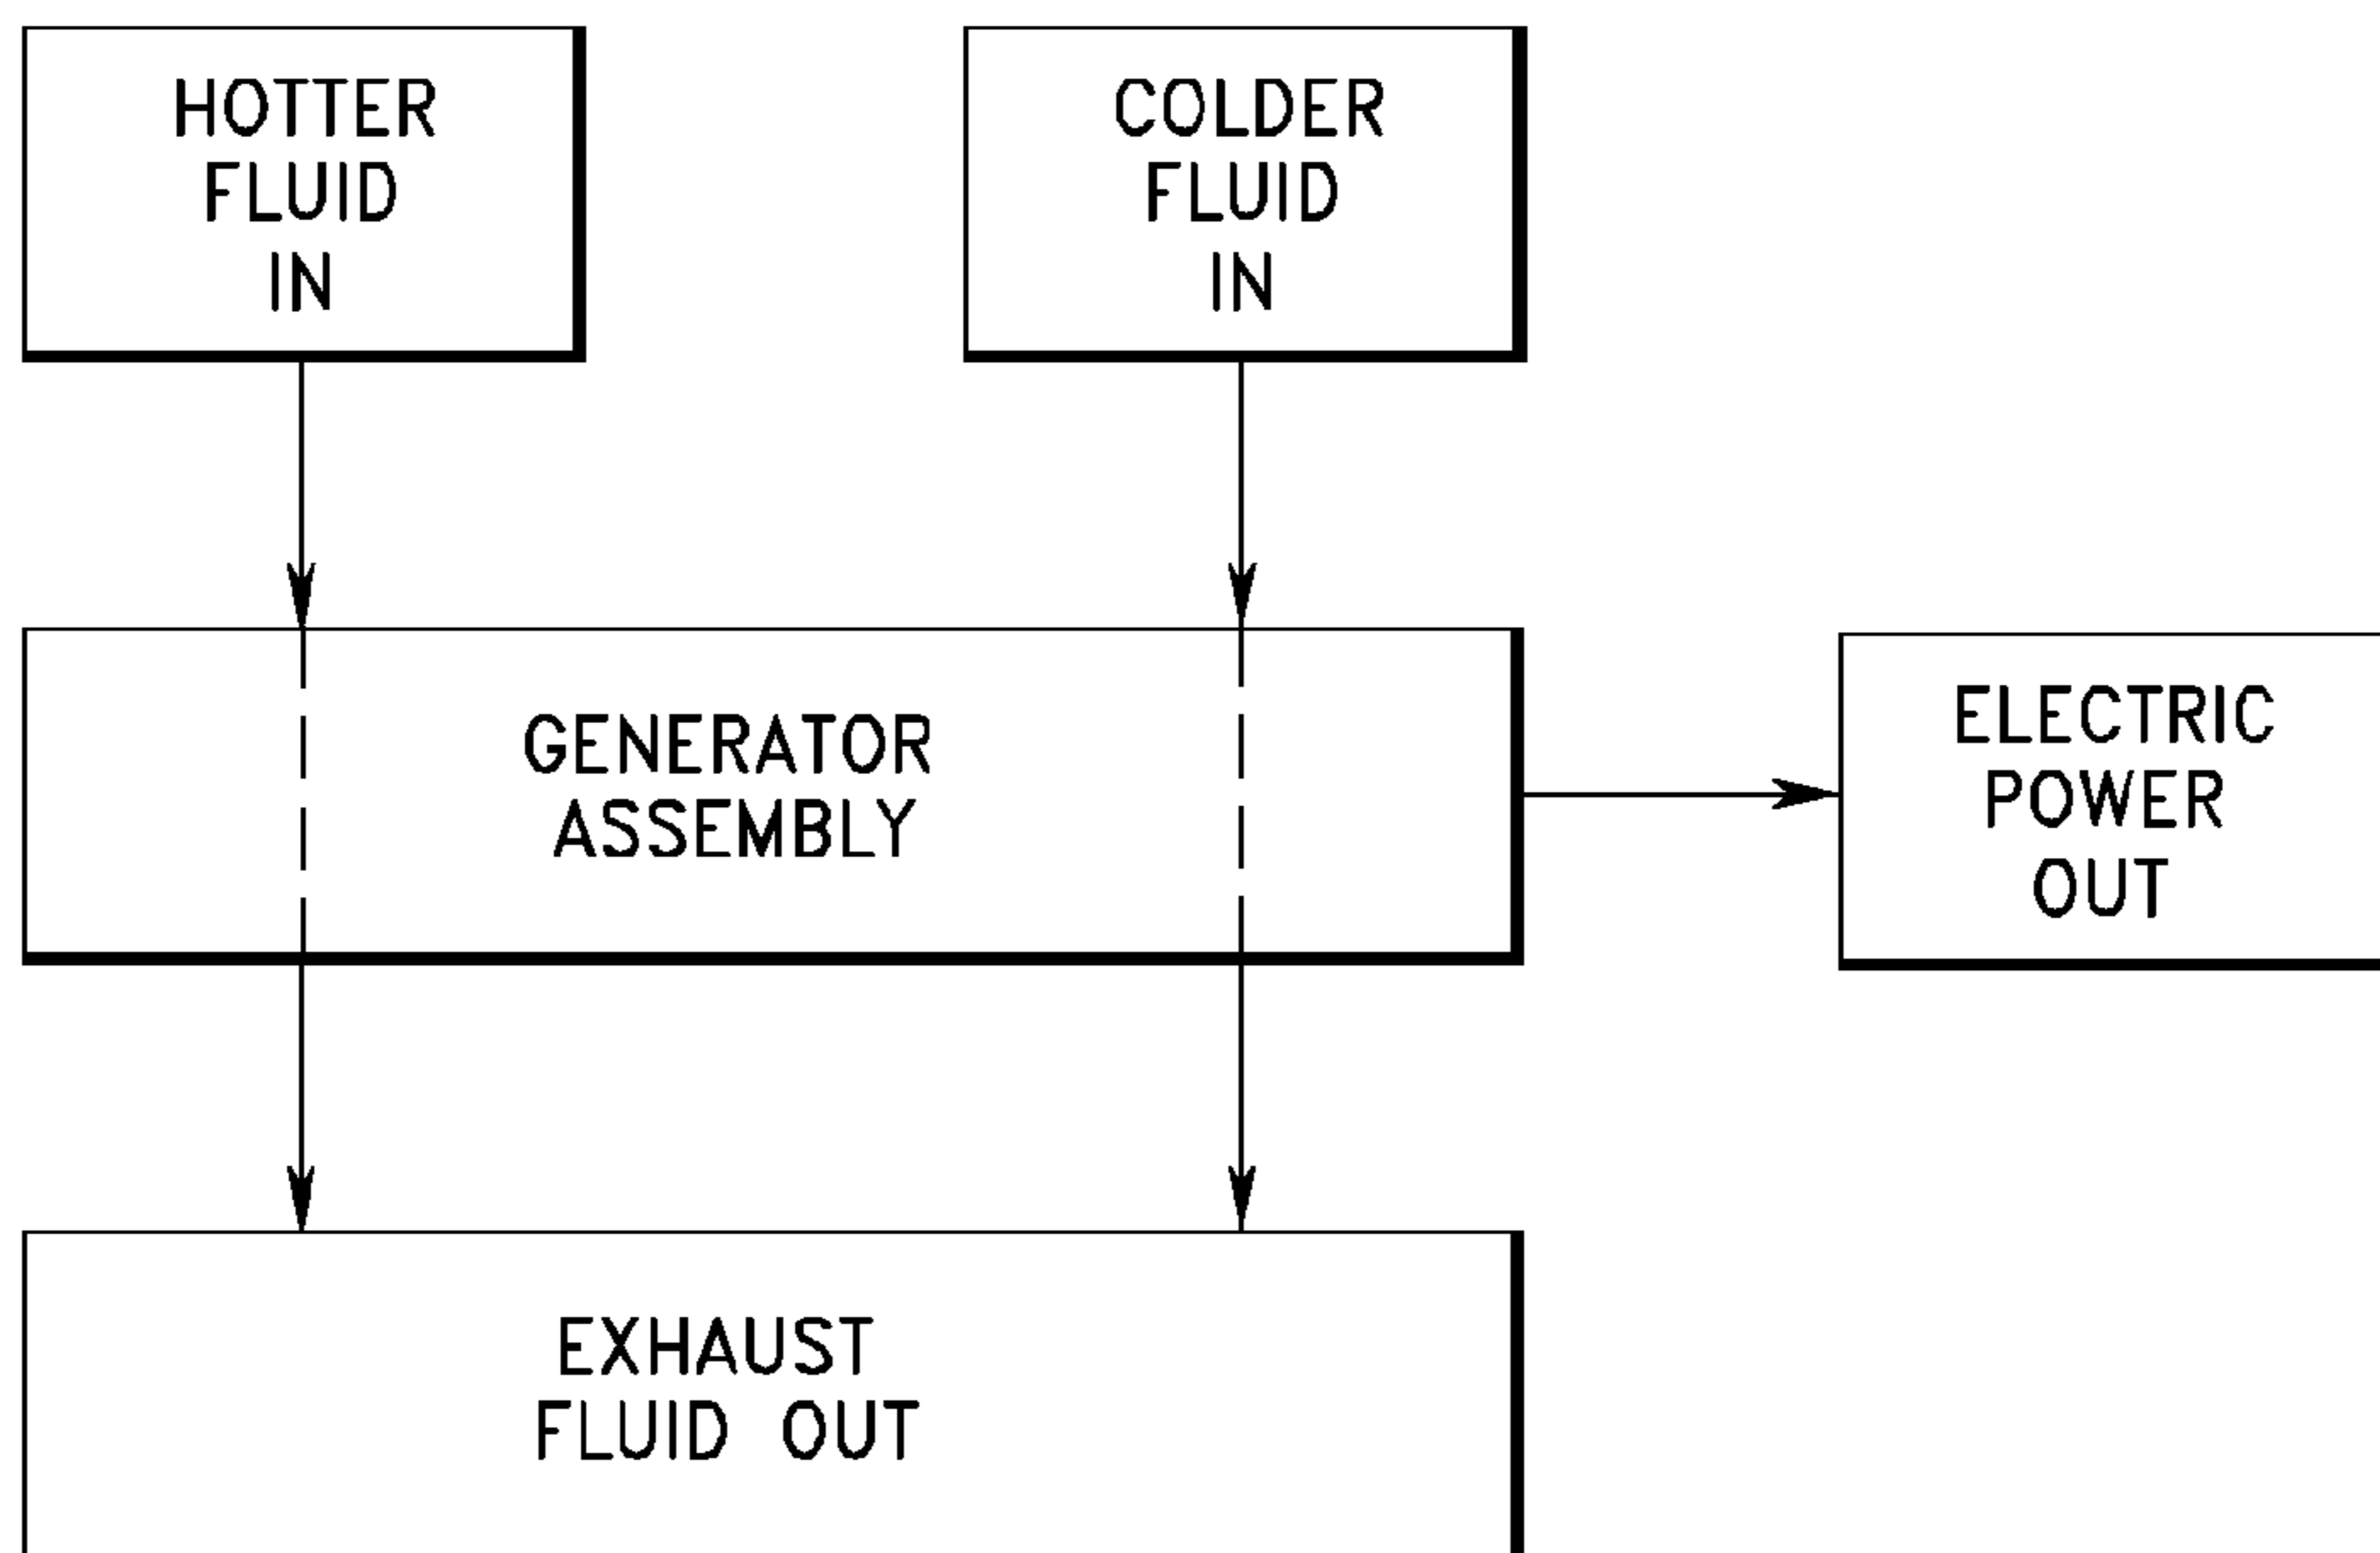 HOTTER
FLUID
IN
COLDER
FLUID
IN
GENERATOR
ASSEMBLY
ELECTRIC
POWER
OUT
EXHAUST
FLUID OUT